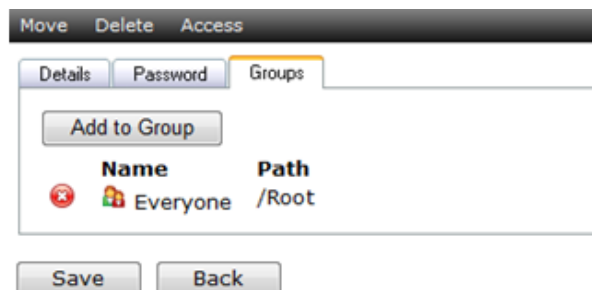 Move Delete Access
Details Password Groups
Add to Group
Name Path
Everyone /Root
Save Back